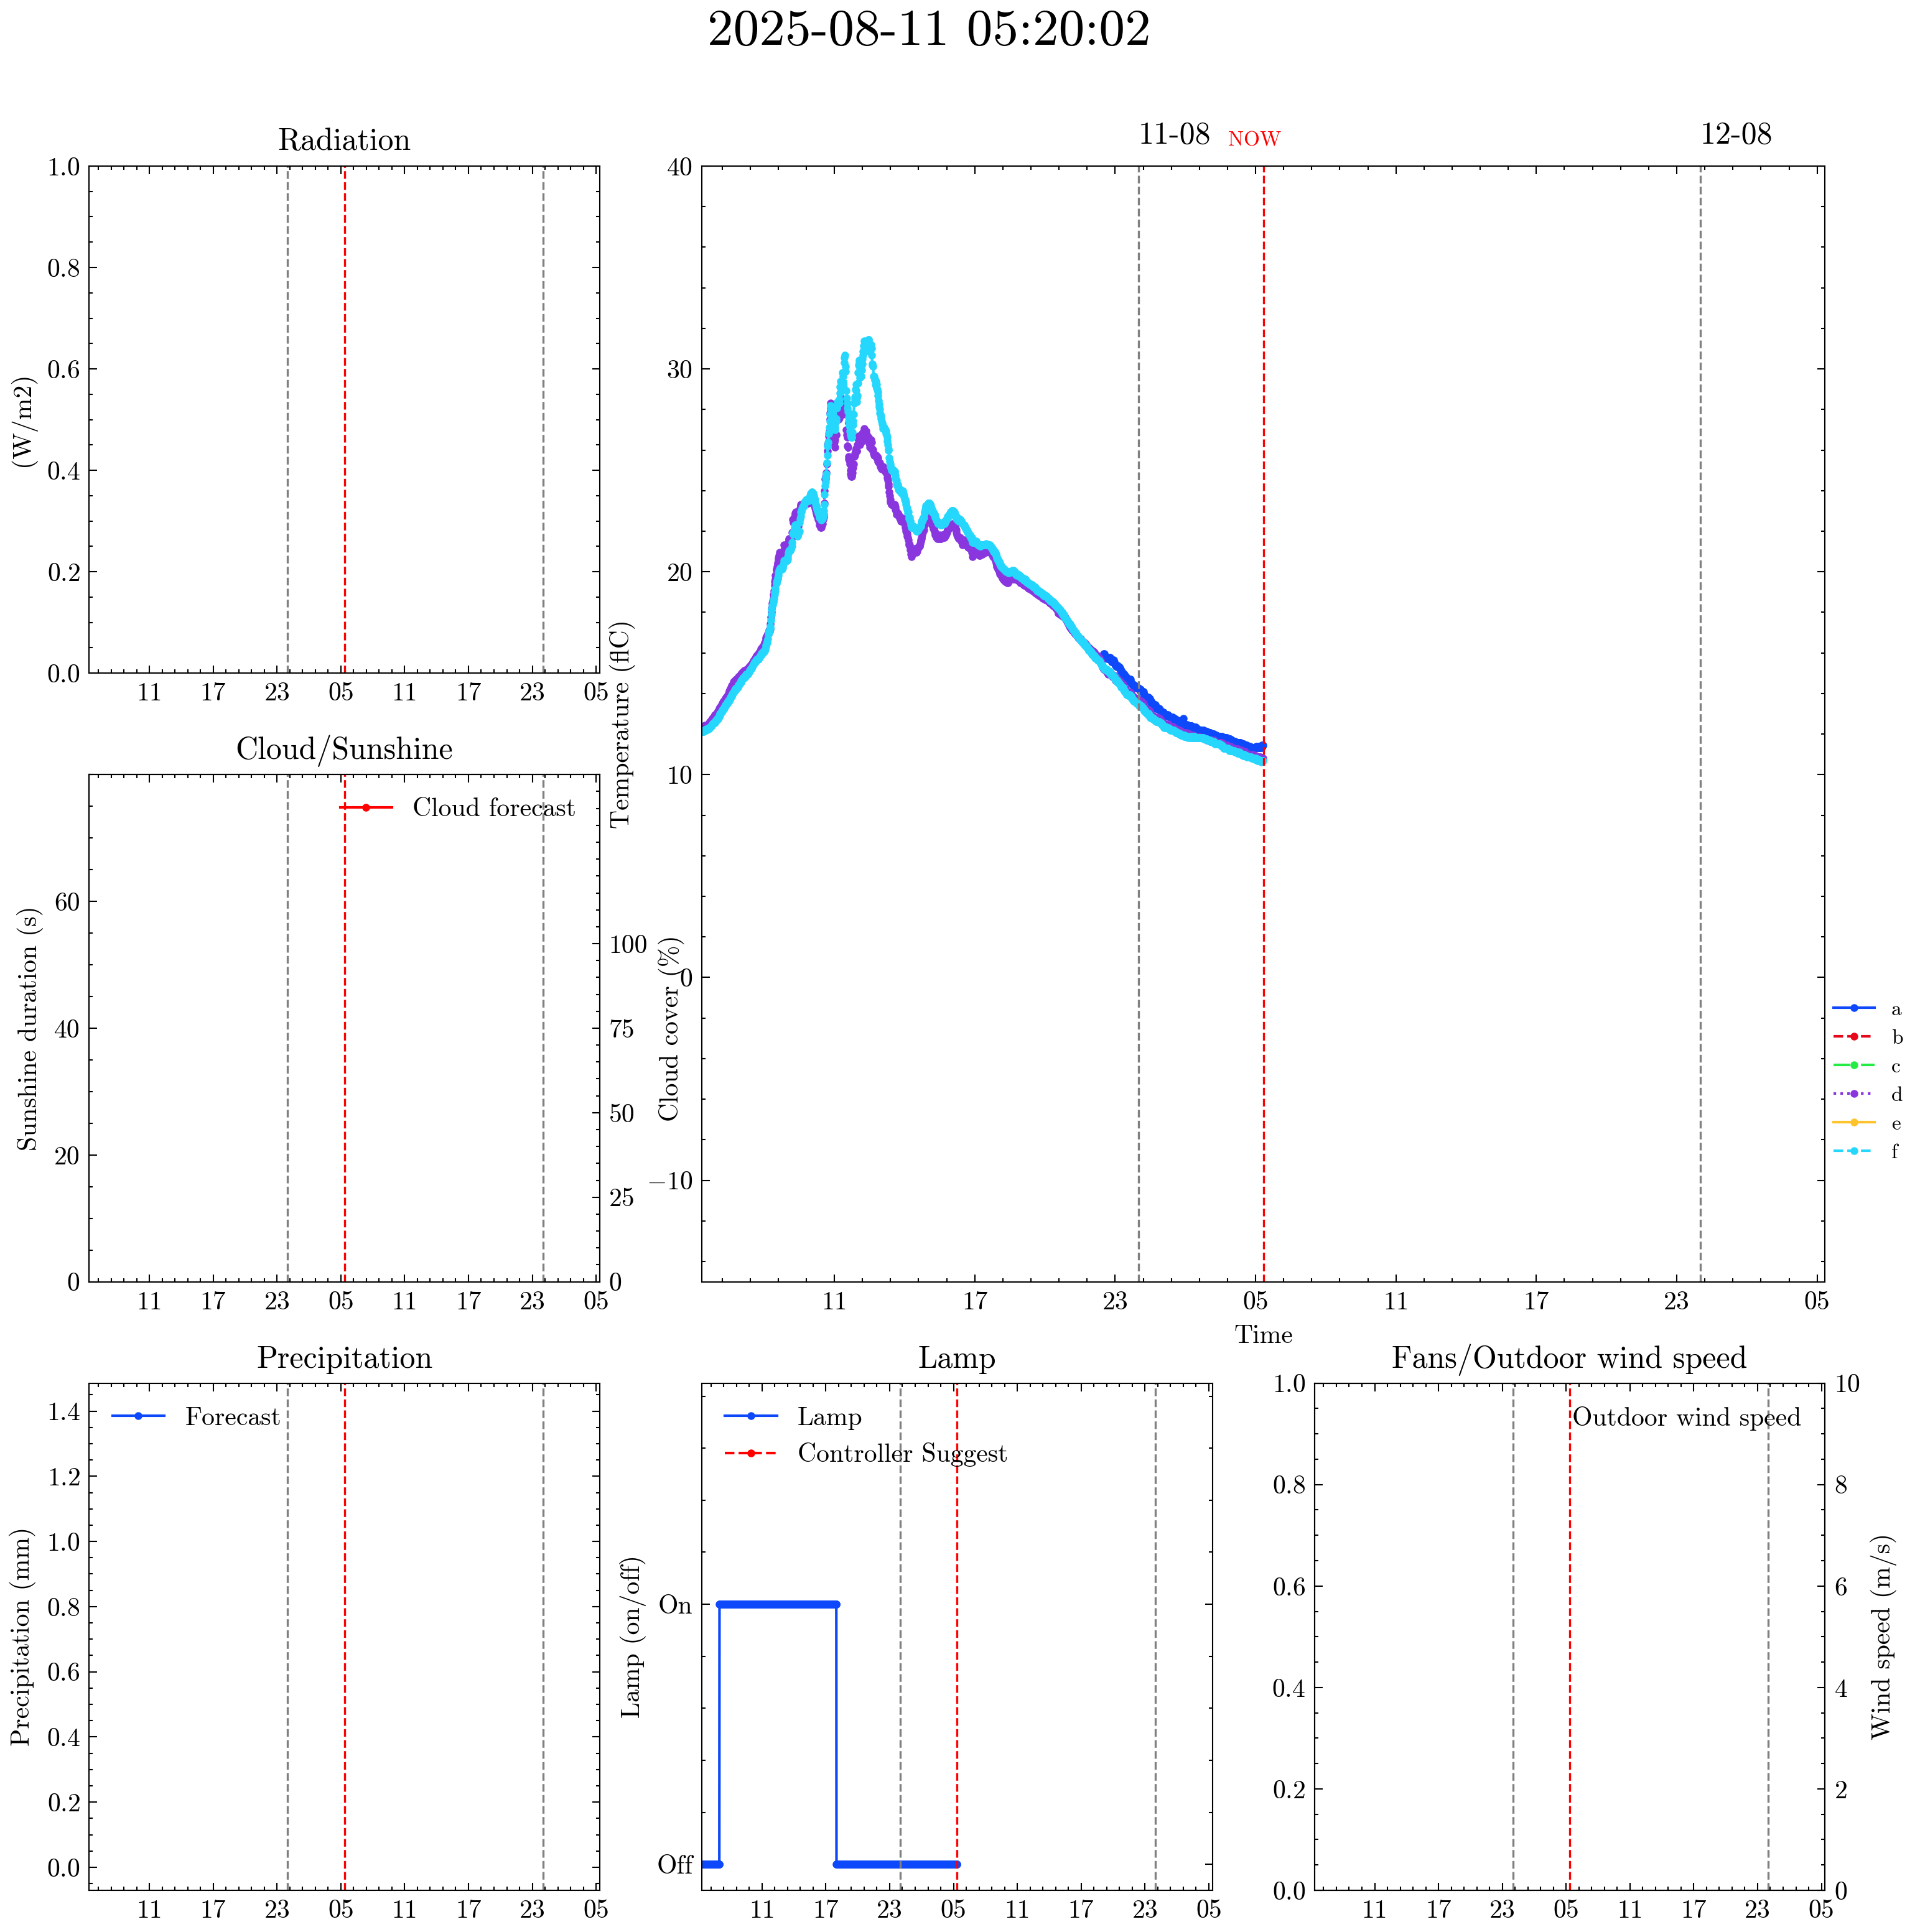 2025-08-11 05:20:02
Radiation
1.0
0.8
0.6
0.4
0.2
0.0
(W/m2)
11 17 23 05 11 17 23 05
11-08 NOW 12-08
40
30
20
10
0
−10
Temperature (flC)
11 17 23 05 11 17 23 05
Time
a
b
c
d
e
f
Cloud/Sunshine
Cloud forecast
60
40
20
0
Sunshine duration (s)
100
75
50
25
0
Cloud cover (%)
11 17 23 05 11 17 23 05
Precipitation
Forecast
1.4
1.2
1.0
0.8
0.6
0.4
0.2
0.0
Precipitation (mm)
11 17 23 05 11 17 23 05
Lamp
Lamp
Controller Suggest
On
Off
Lamp (on/off)
11 17 23 05 11 17 23 05
Fans/Outdoor wind speed
Outdoor wind speed
1.0
0.8
0.6
0.4
0.2
0.0
10
8
6
4
2
0
Wind speed (m/s)
11 17 23 05 11 17 23 05